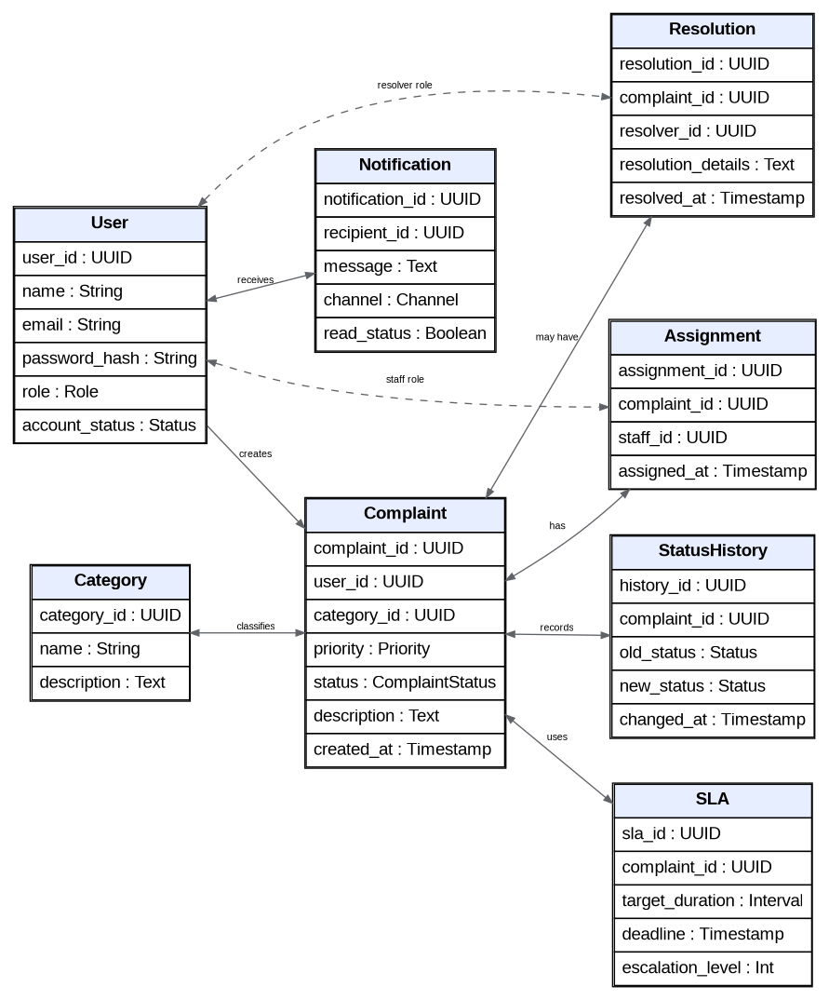 Resolution
resolution_id : UUID
complaint_id : UUID
resolver_id : UUID
resolution_details : Text
resolved_at : Timestamp
resolver role
Notification
notification_id : UUID
recipient_id : UUID
message : Text
channel : Channel
read_status : Boolean
User
user_id : UUID
name : String
email : String
password_hash : String
role : Role
account_status : Status
receives
may have
staff role
creates
Assignment
assignment_id : UUID
complaint_id : UUID
staff_id : UUID
assigned_at : Timestamp
Complaint
complaint_id : UUID
user_id : UUID
category_id : UUID
priority : Priority
status : ComplaintStatus
description : Text
created_at : Timestamp
has
Category
category_id : UUID
name : String
description : Text
classifies
records
StatusHistory
history_id : UUID
complaint_id : UUID
old_status : Status
new_status : Status
changed_at : Timestamp
uses
SLA
sla_id : UUID
complaint_id : UUID
target_duration : Interval
deadline : Timestamp
escalation_level : Int